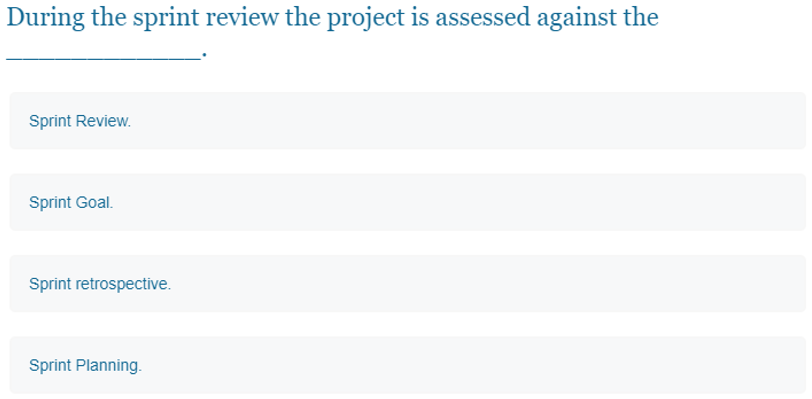 During the sprint review the project is assessed against the
_____________.
Sprint Review.
Sprint Goal.
Sprint retrospective.
Sprint Planning.